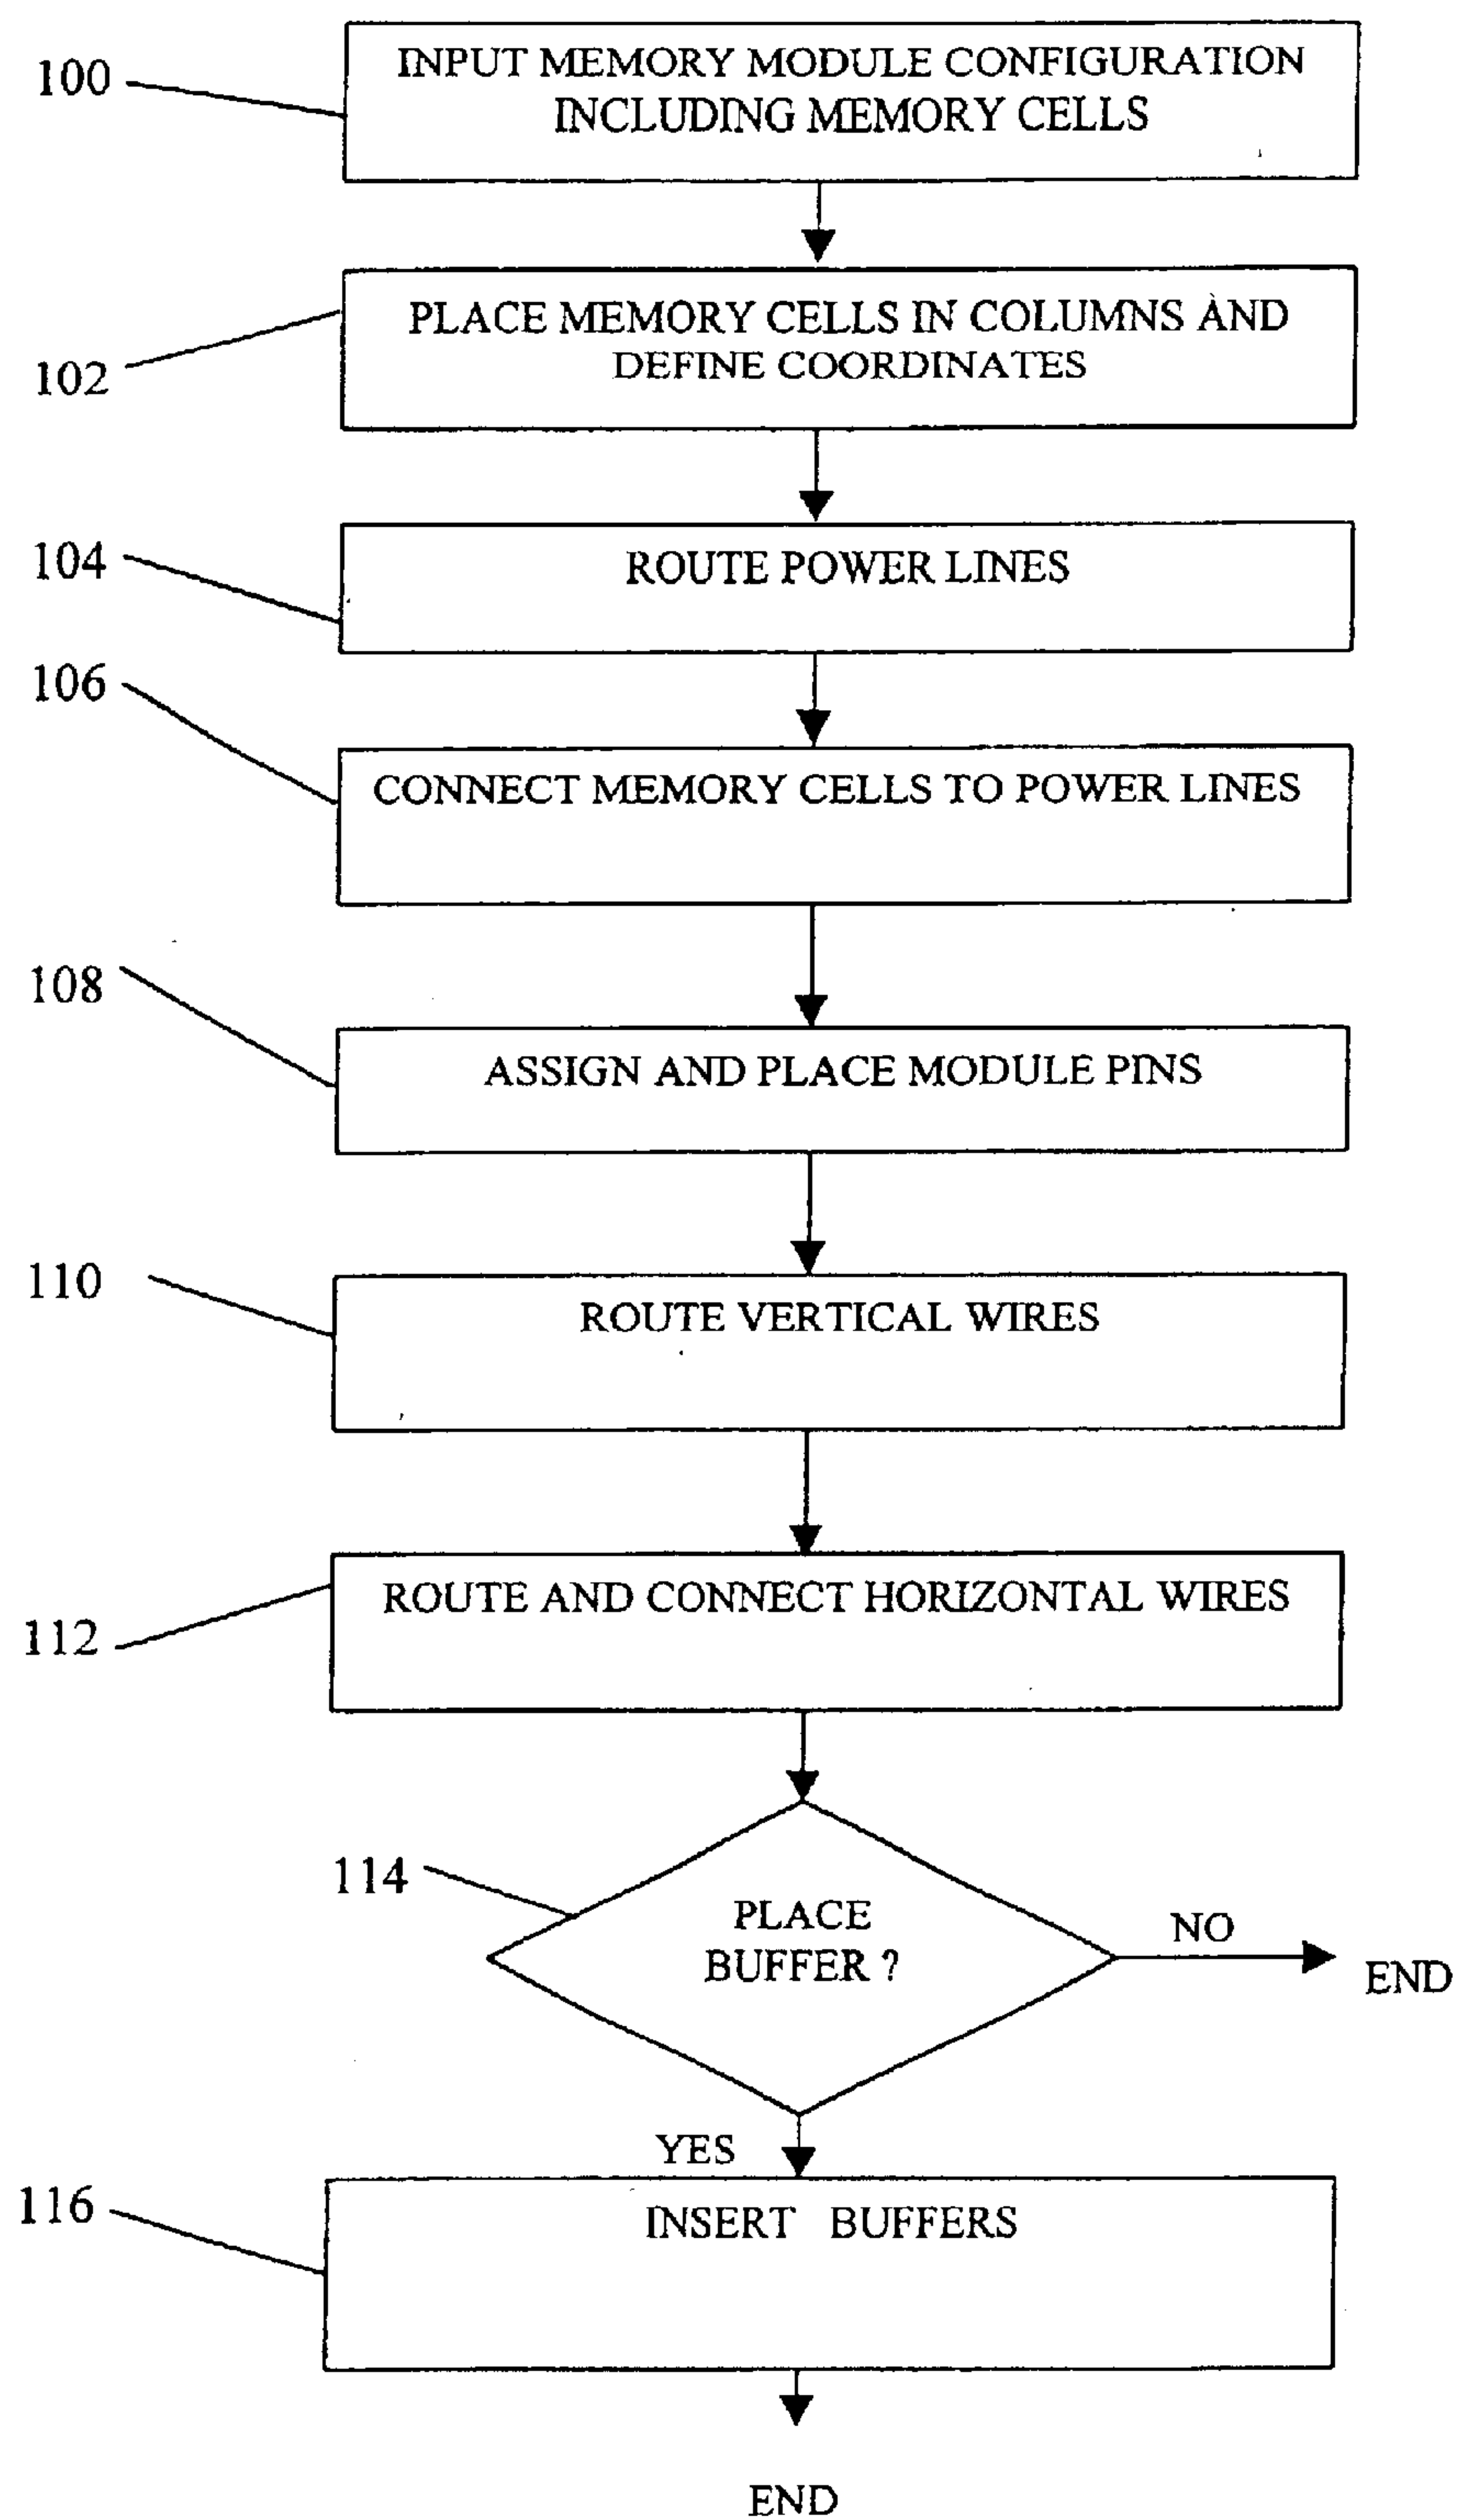 100
INPUT MEMORY MODULE CONFIGURATION
INCLUDING MEMORY CELLS
102
PLACE MEMORY CELLS IN COLUMNS AND
DEFINE COORDINATES
104
ROUTE POWER LINES
106
CONNECT MEMORY CELLS TO POWER LINES
108
ASSIGN AND PLACE MODULE PINS
110
ROUTE VERTICAL WIRES
112
ROUTE AND CONNECT HORIZONTAL WIRES
114
PLACE
BUFFER ?
NO
END
YES
116
INSERT BUFFERS
END